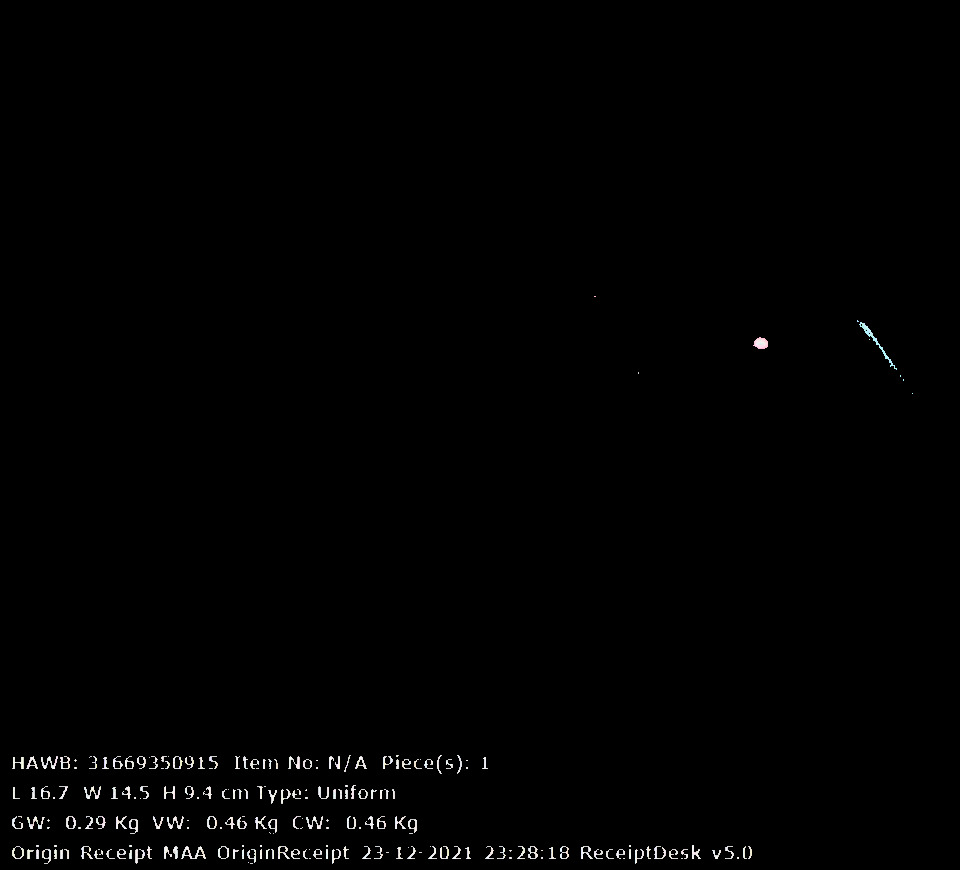 HAWB: 31669350915 Item No: N/A Piece(s): 1
L 16.7 W 14.5 H 9.4 cm Type: Uniform
GW: 0.29 Kg VW: 0.46 Kg CW: 0.46 Kg
Origin Receipt MAA OriginReceipt 23-12-2021 23:28:18 ReceiptDesk v5.0